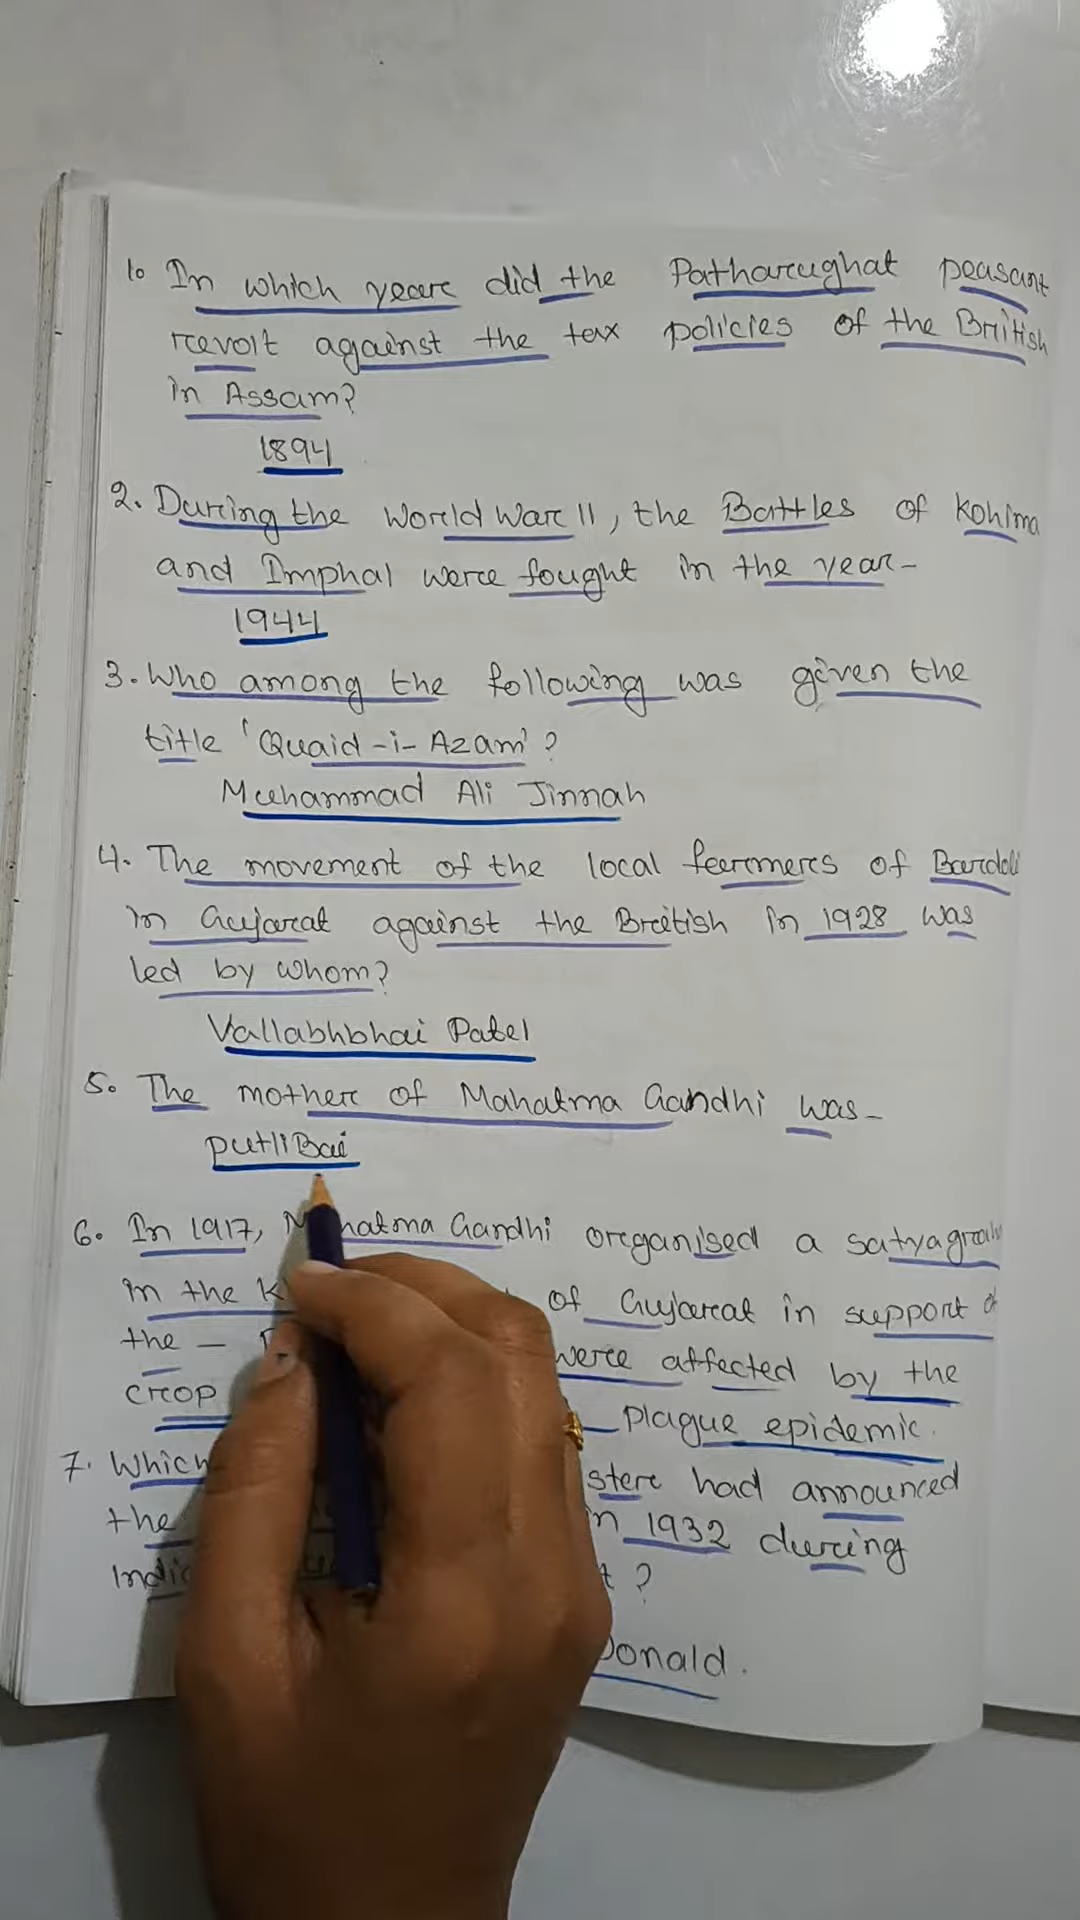 1. In which year did the Patharughat peasant
revolt against the tax policies of the British
in Assam?
1894
2. During the World War II, the Battles of Kohima
and Imphal were fought in the year-
1944
3. Who among the following was given the
title 'Quaid-i-Azam'?
Muhammad Ali Jinnah
4. The movement of the local farmers of Bardoli
in Gujarat against the British in 1928 was
led by whom?
Vallabhbhai Patel
5. The mother of Mahatma Gandhi was-
PutliBai
6. In 1917, Mahatma Gandhi organised a satyagrah
in the of Gujarat in support of
the - were affected by the
crop plague epidemic.
7. Which had announced
the in 1932 during
?
Donald.